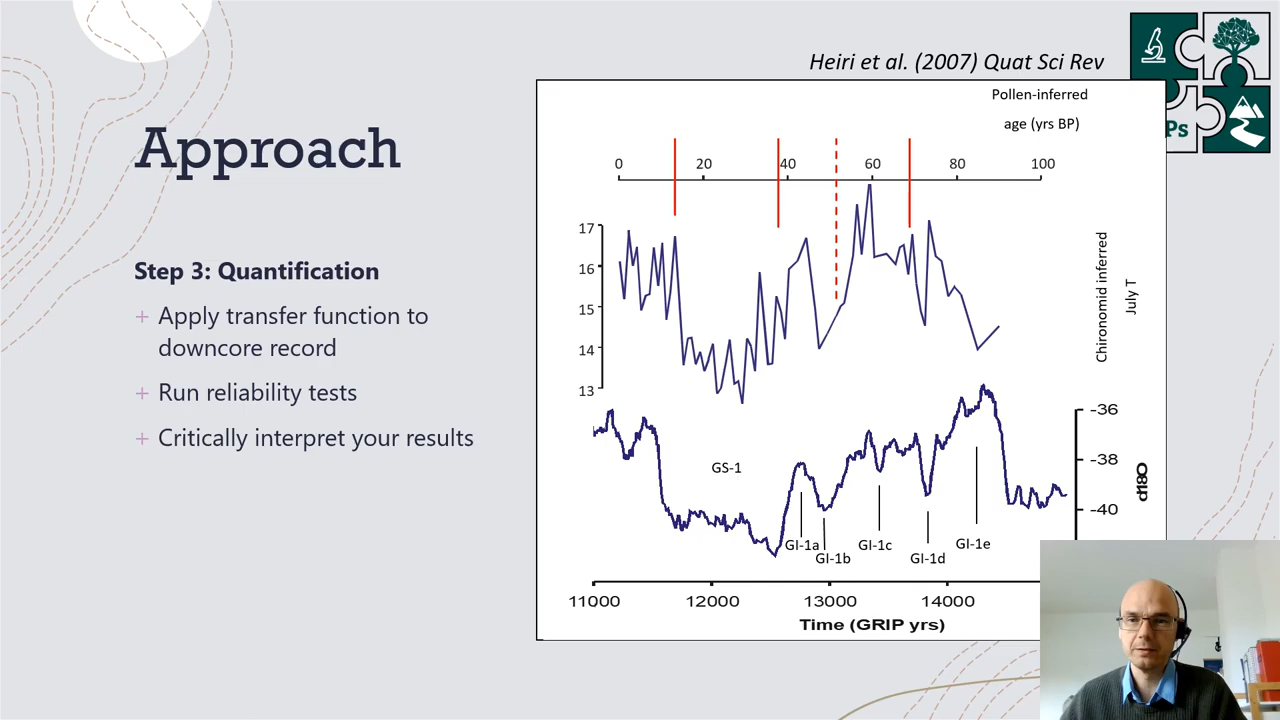 Approach
Step 3: Quantification
+ Apply transfer function to
downcore record
+ Run reliability tests
+ Critically interpret your results
Heiri et al. (2007) Quat Sci Rev
Ps
Pollen-inferred
age (yrs BP)
0 20 40 60 80 100
17
16
15
14
13
Chironomid inferred
July T
-36
-38
-40
d18O
GS-1
GI-1a
GI-1b
GI-1c
GI-1d
GI-1e
11000 12000 13000 14000
Time (GRIP yrs)